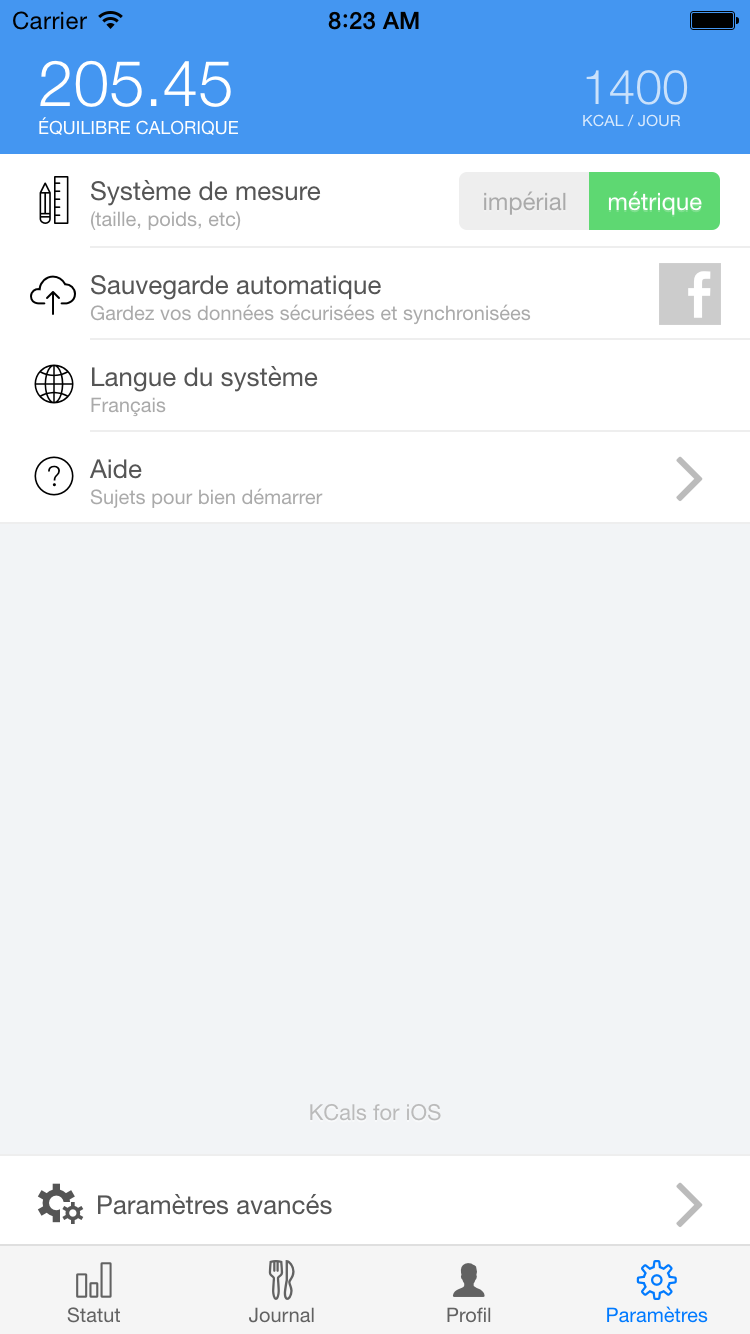 Carrier 8:23 AM
205.45 1400
ÉQUILIBRE CALORIQUE KCAL / JOUR
Système de mesure impérial métrique
(taille, poids, etc)
Sauvegarde automatique f
Gardez vos données sécurisées et synchronisées
Langue du système
Français
? Aide
Sujets pour bien démarrer
KCals for iOS
Paramètres avancés
Statut Journal Profil Paramètres